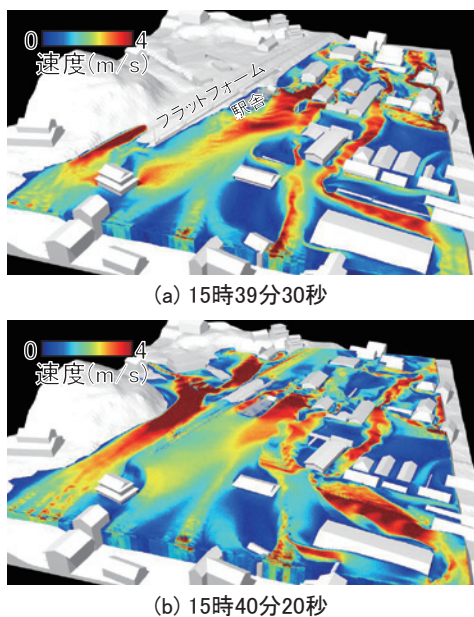 0 4
速度(m/s)
プラットフォーム
駅舎
(a) 15時39分30秒
0 4
速度(m/s)
(b) 15時40分20秒